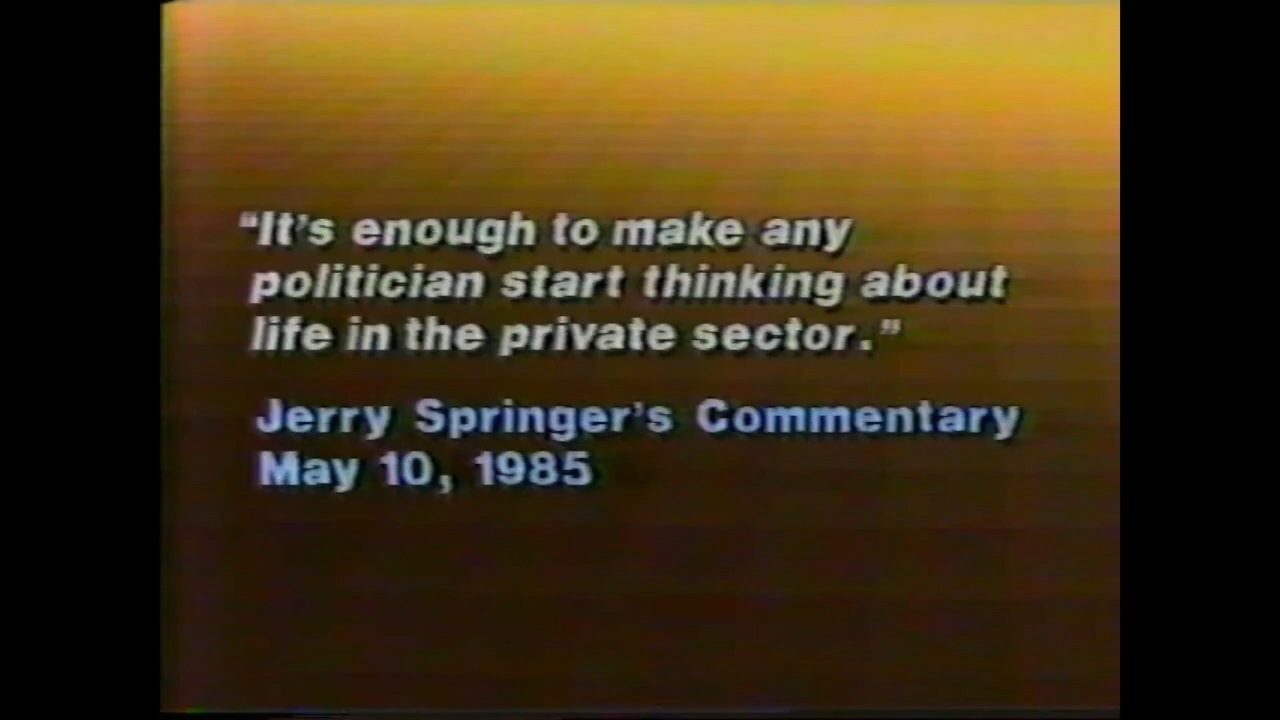 “It's enough to make any
politician start thinking about
life in the private sector.”
Jerry Springer's Commentary
May 10, 1985